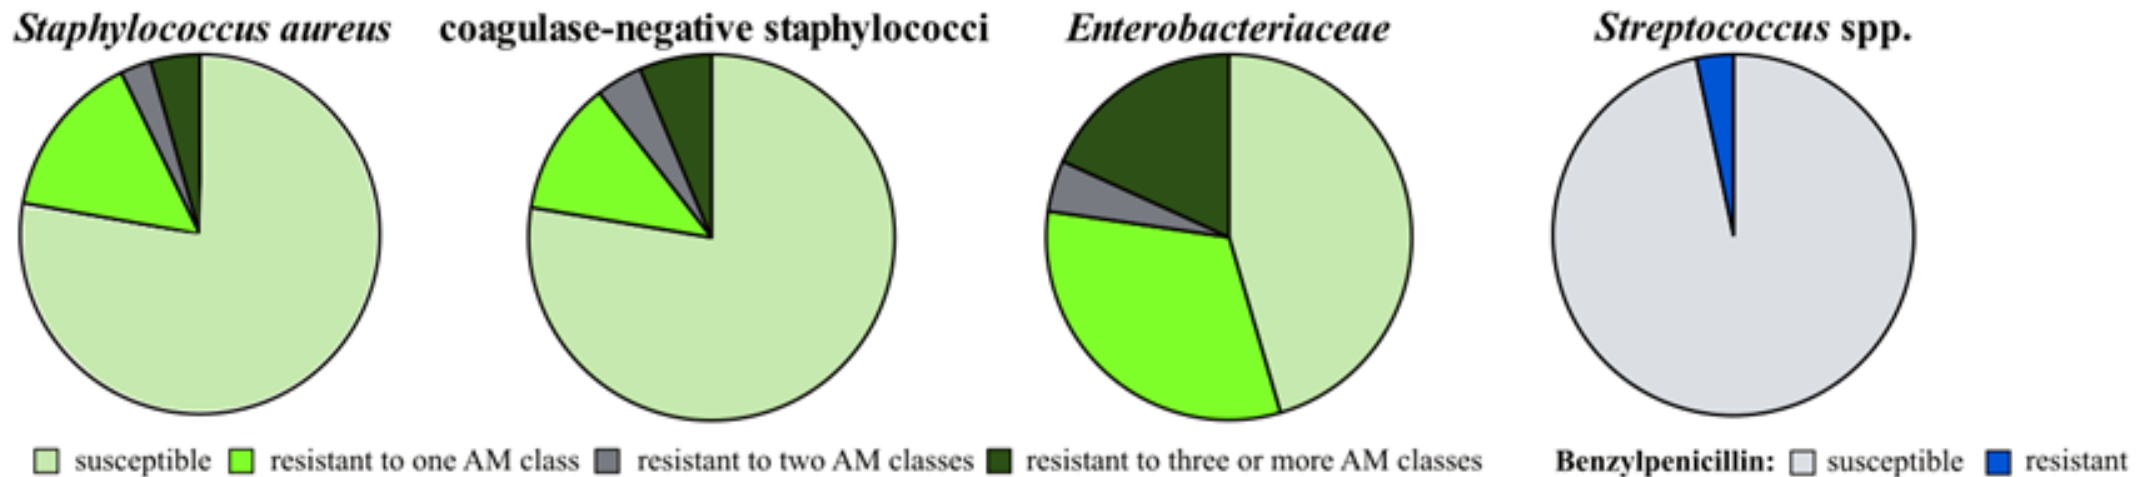 Staphylococcus aureus
coagulase-negative staphylococci
Enterobacteriaceae
Streptococcus spp.
susceptible
resistant to one AM class
resistant to two AM classes
resistant to three or more AM classes
Benzylpenicillin:
susceptible
resistant